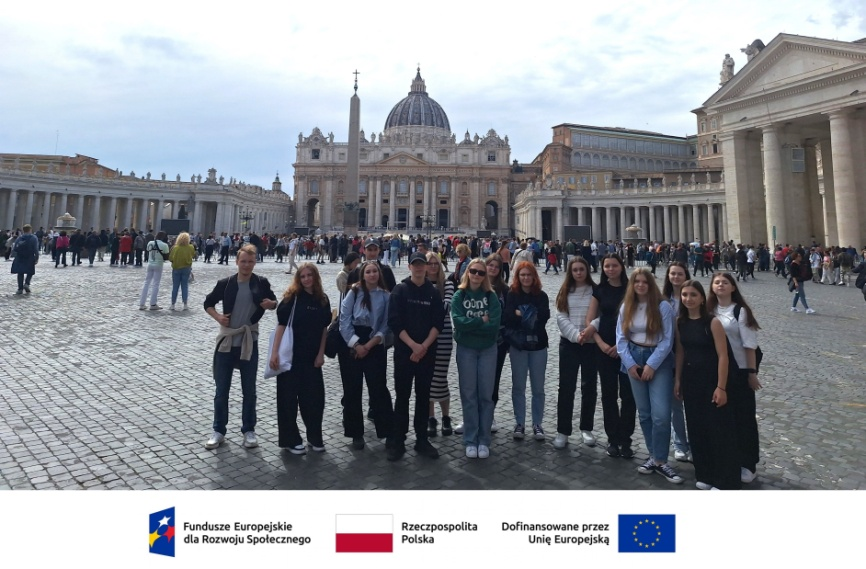 Fundusze Europejskie
dla Rozwoju Społecznego
Rzeczpospolita
Polska
Dofinansowane przez
Unię Europejską